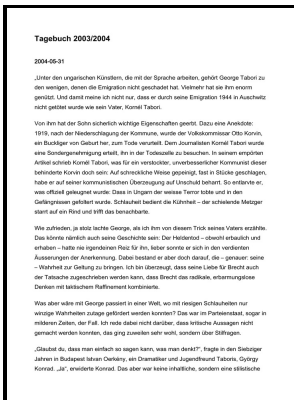 Tagebuch 2003/2004
2004-05-31
„Unter den ungarischen Künstlern, die mit der Sprache arbeiten, gehört George Tabori zu
den wenigen, denen die Emigration nicht geschadet hat. Vielmehr hat sie ihm enorm
genützt. Und damit meine ich nicht nur, dass er durch seine Emigration 1944 in Auschwitz
nicht getötet wurde wie sein Vater, Kornél Tabori.
Von ihm hat der Sohn sicherlich wichtige Eigenschaften geerbt. Dazu eine Anekdote:
1919, nach der Niederschlagung der Kommune, wurde der Volkskommissar Otto Korvin,
ein Buckliger von Geburt her, zum Tode verurteilt. Dem Journalisten Kornél Tabori wurde
eine Sondergenehmigung erteilt, ihn in der Todeszelle zu besuchen. In seinem empörten
Artikel schrieb Kornél Tabori, was für ein verstockter, unverbesserlicher Kommunist dieser
behinderte Korvin doch sein: Auf schreckliche Weise gepeinigt, fast in Stücke geschlagen,
habe er auf seiner kommunistischen Überzeugung und Unschuld beharrt. So entlarvte er,
was offiziell geleugnet wurde: Dass in Ungarn der weisse Terror tobte und in den
Gefängnissen gefoltert wurde. Schlauheit bedient die Kühnheit – der schielende Metzger
starrt auf ein Rind und trifft das benachbarte.
Wie zufrieden, ja stolz lachte George, als ich ihm von diesem Trick seines Vaters erzählte.
Das könnte nämlich auch seine Geschichte sein: Der Heldentod – obwohl erbaulich und
erhaben – hatte nie irgendeinen Reiz für ihn, lieber sonnte er sich in den verdienten
Äusserungen der Anerkennung. Dabei bestand er aber doch darauf, die – genauer: seine
– Wahrheit zur Geltung zu bringen. Ich bin überzeugt, dass seine Liebe für Brecht auch
der Tatsache zugeschrieben werden kann, dass Brecht das radikale, erbarmungslose
Denken mit taktischem Raffinement kombinierte.
Was aber wäre mit George passiert in einer Welt, wo mit riesigen Schlauheiten nur
winzige Wahrheiten zutage gefördert werden konnten? Das war im Parteienstaat, sogar in
milderen Zeiten, der Fall. Ich rede dabei nicht darüber, dass kritische Aussagen nicht
gemacht werden konnten, das ging zuweilen sehr wohl, sondern über Stilfragen.
„Glaubst du, dass man einfach so sagen kann, was man denkt?“, fragte in den Siebziger
Jahren in Budapest Istvan Oerkény, ein Dramatiker und Jugendfreund Taboris, György
Konrad. „Ja“, erwiderte Konrad. Das aber war keine inhaltliche, sondern eine stilistische